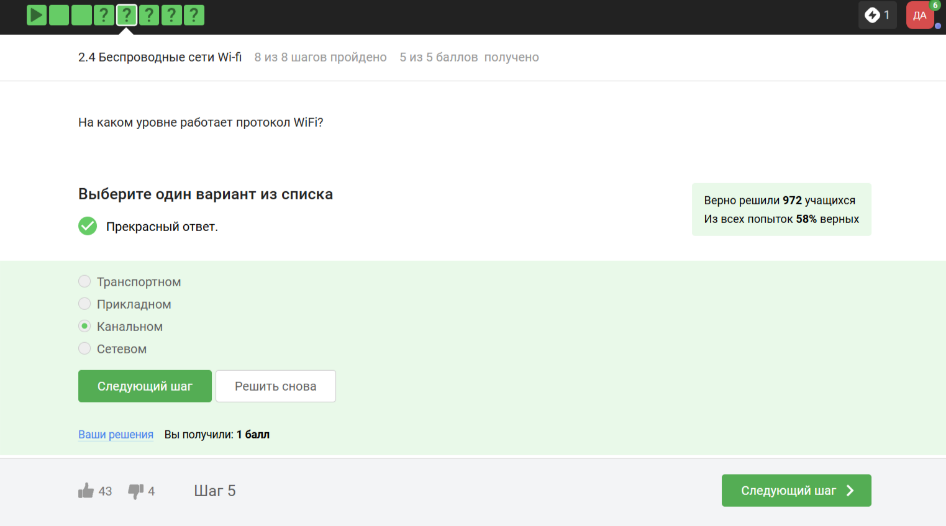 ? ? ? ? ?
1
ДА
6
2.4 Беспроводные сети Wi-fi 8 из 8 шагов пройдено 5 из 5 баллов получено
На каком уровне работает протокол WiFi?
Выберите один вариант из списка
Прекрасный ответ.
Верно решили 972 учащихся
Из всех попыток 58% верных
Транспортном
Прикладном
Канальном
Сетевом
Следующий шаг Решить снова
Ваши решения Вы получили: 1 балл
43 4 Шаг 5 Следующий шаг